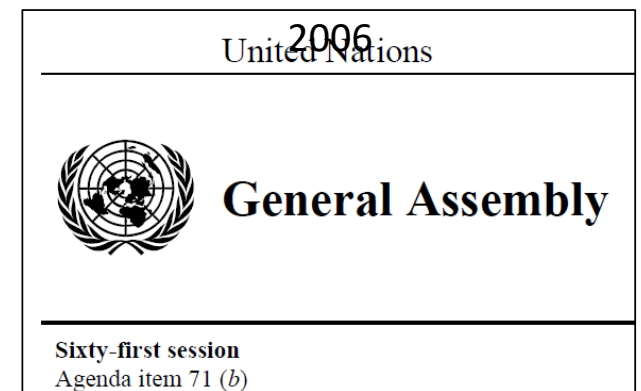 2006
United Nations
General Assembly
Sixty-first session
Agenda item 71 (b)